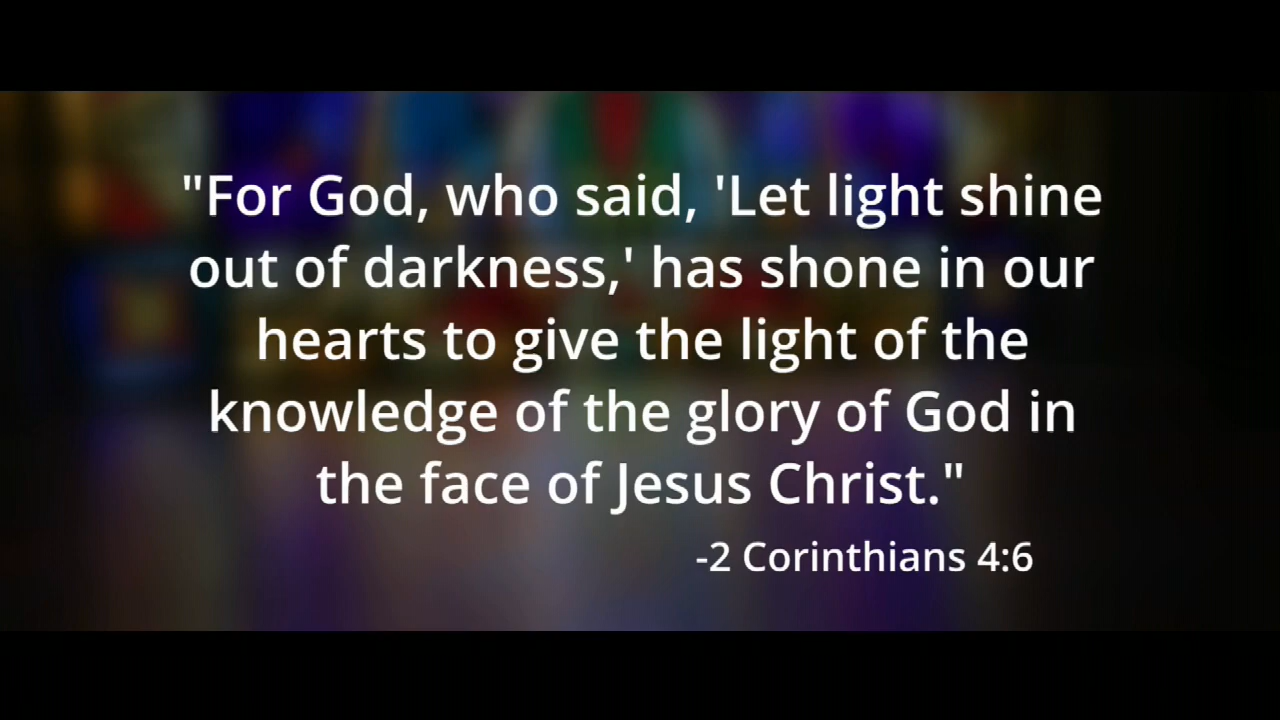 "For God, who said, 'Let light shine
out of darkness,' has shone in our
hearts to give the light of the
knowledge of the glory of God in
the face of Jesus Christ."
-2 Corinthians 4:6